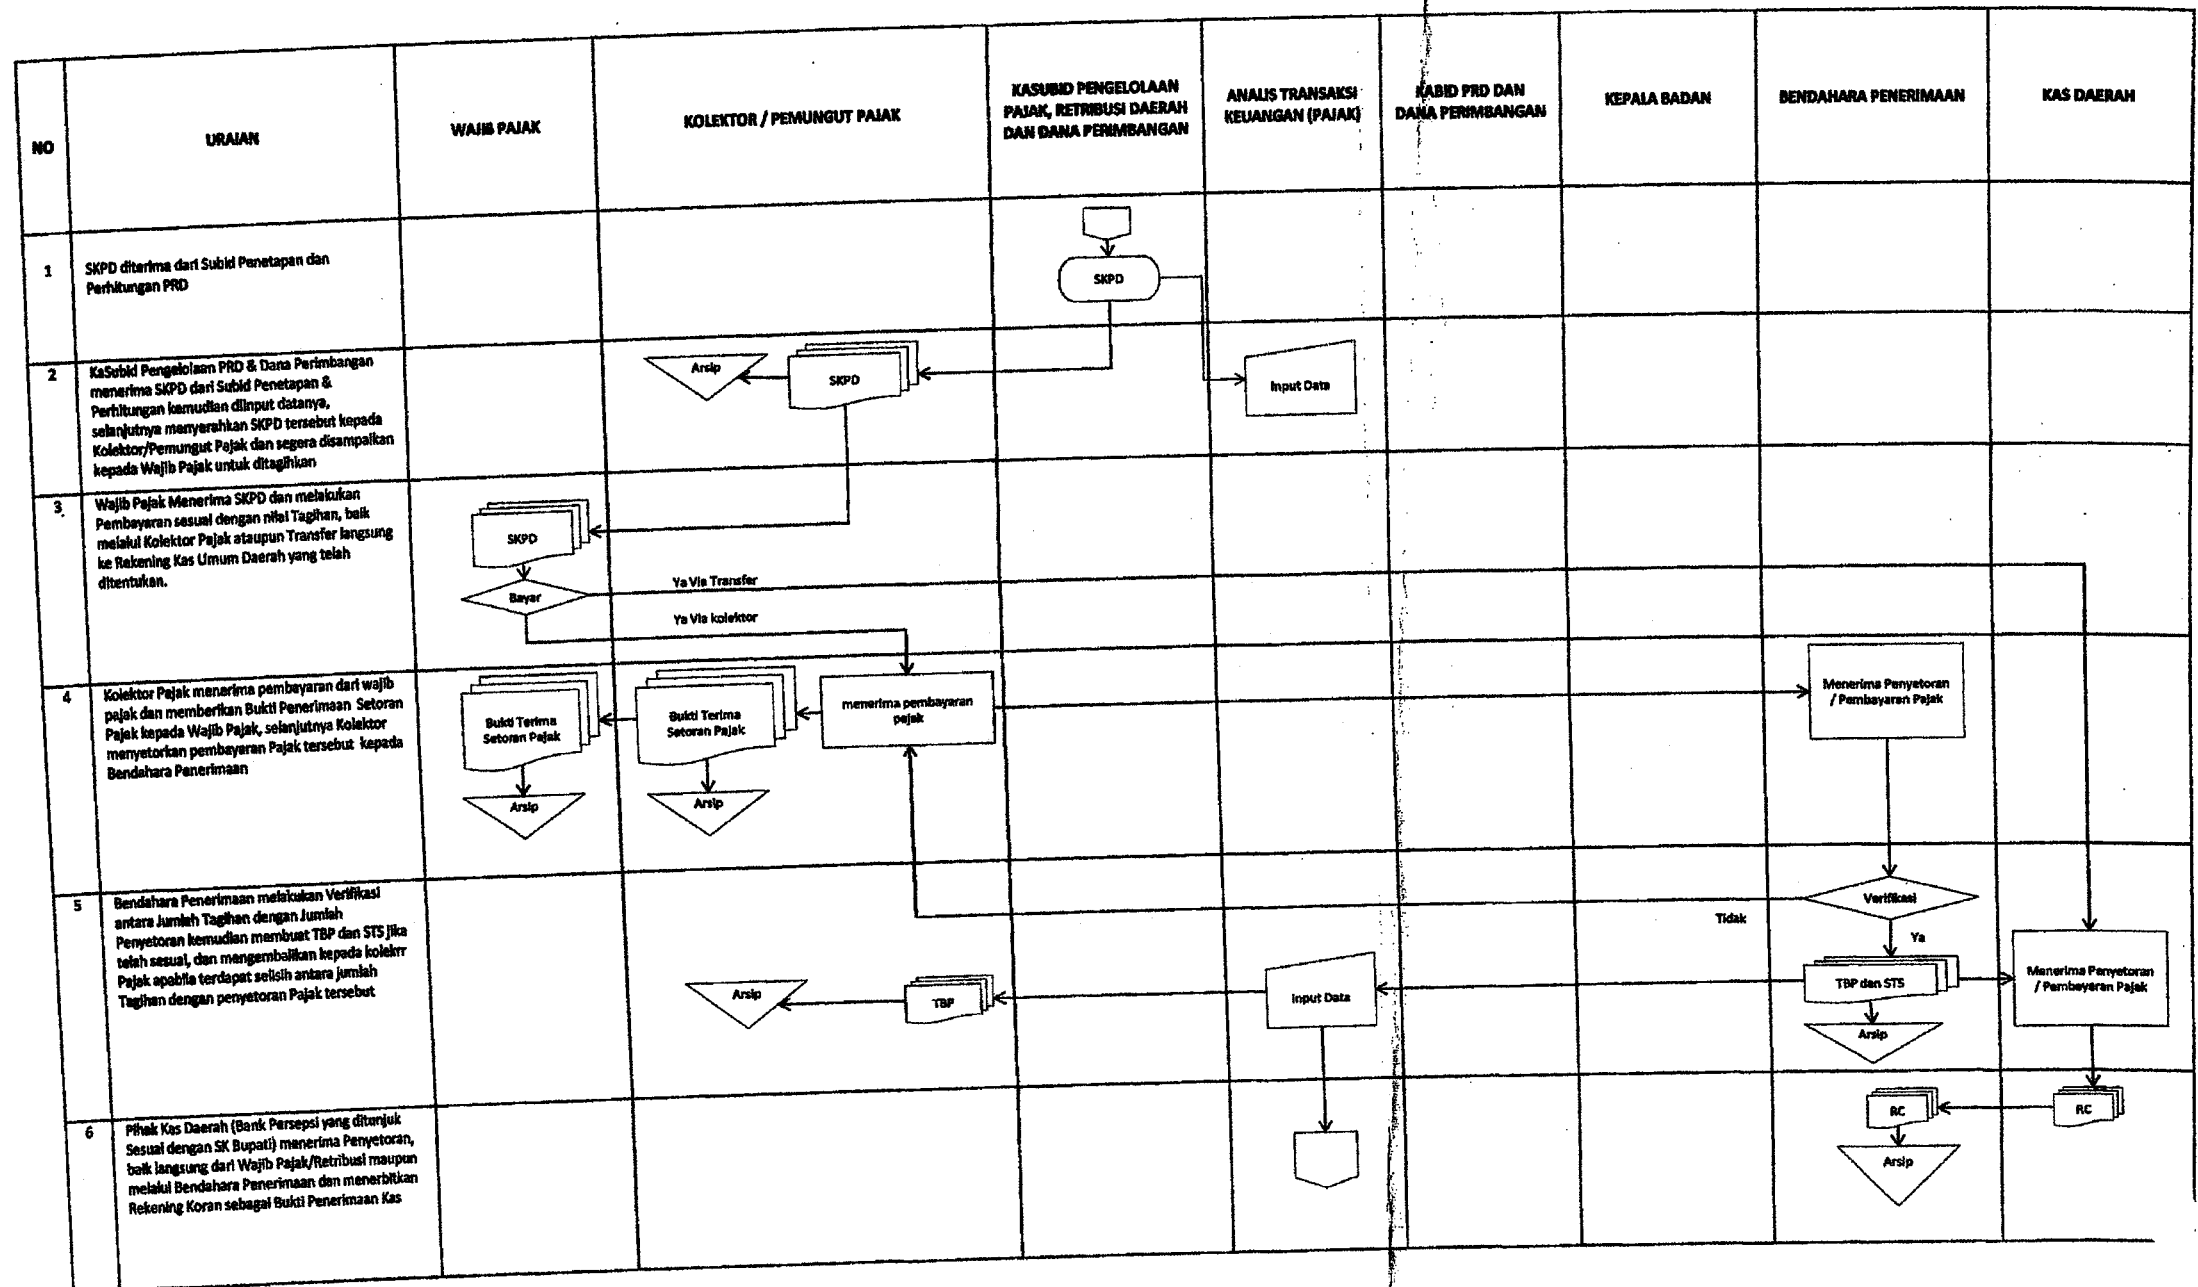 NO
URAIAN
WAJIB PAJAK
KOLEKTOR / PEMUNGUT PAJAK
KASUBID PENGELOLAAN
PAJAK, RETRIBUSI DAERAH
DAN DANA PERIMBANGAN
ANALIS TRANSAKSI
KEUANGAN (PAJAK)
KABID PRD DAN
DANA PERIMBANGAN
KEPALA BADAN
BENDAHARA PENERIMAAN
KAS DAERAH
1
SKPD diterima dari Subid Penetapan dan
Perhitungan PRD
SKPD
2
KaSubid Pengelolaan PRD & Dana Perimbangan
menerima SKPD dari Subid Penetapan &
Perhitungan kemudian diinput datanya,
selanjutnya menyerahkan SKPD tersebut kepada
Kolektor/Pemungut Pajak dan segera disampaikan
kepada Wajib Pajak untuk ditagihkan
Arsip
SKPD
Input Data
3
Wajib Pajak Menerima SKPD dan melakukan
Pembayaran sesuai dengan nilai Tagihan, baik
melalui Kolektor Pajak ataupun Transfer langsung
ke Rekening Kas Umum Daerah yang telah
ditentukan.
SKPD
Bayar
Ya Via Transfer
Ya Via kolektor
4
Kolektor Pajak menerima pembayaran dari wajib
pajak dan memberikan Bukti Penerimaan Setoran
Pajak kepada Wajib Pajak, selanjutnya Kolektor
menyetorkan pembayaran Pajak tersebut kepada
Bendahara Penerimaan
Bukti Terima
Setoran Pajak
Arsip
Bukti Terima
Setoran Pajak
Arsip
menerima pembayaran
pajak
Menerima Penyetoran
/ Pembayaran Pajak
5
Bendahara Penerimaan melakukan Verifikasi
antara Jumlah Tagihan dengan Jumlah
Penyetoran kemudian membuat TBP dan STS jika
telah sesuai, dan mengembalikan kepada kolekrr
Pajak apabila terdapat selisih antara jumlah
Tagihan dengan penyetoran Pajak tersebut
Arsip
TBP
Input Data
Tidak
Verifikasi
Ya
TBP dan STS
Arsip
Menerima Penyetoran
/ Pembayaran Pajak
6
Pihak Kas Daerah (Bank Persepsi yang ditunjuk
Sesuai dengan SK Bupati) menerima Penyetoran,
baik langsung dari Wajib Pajak/Retribusi maupun
melalui Bendahara Penerimaan dan menerbitkan
Rekening Koran sebagai Bukti Penerimaan Kas
RC
Arsip
RC